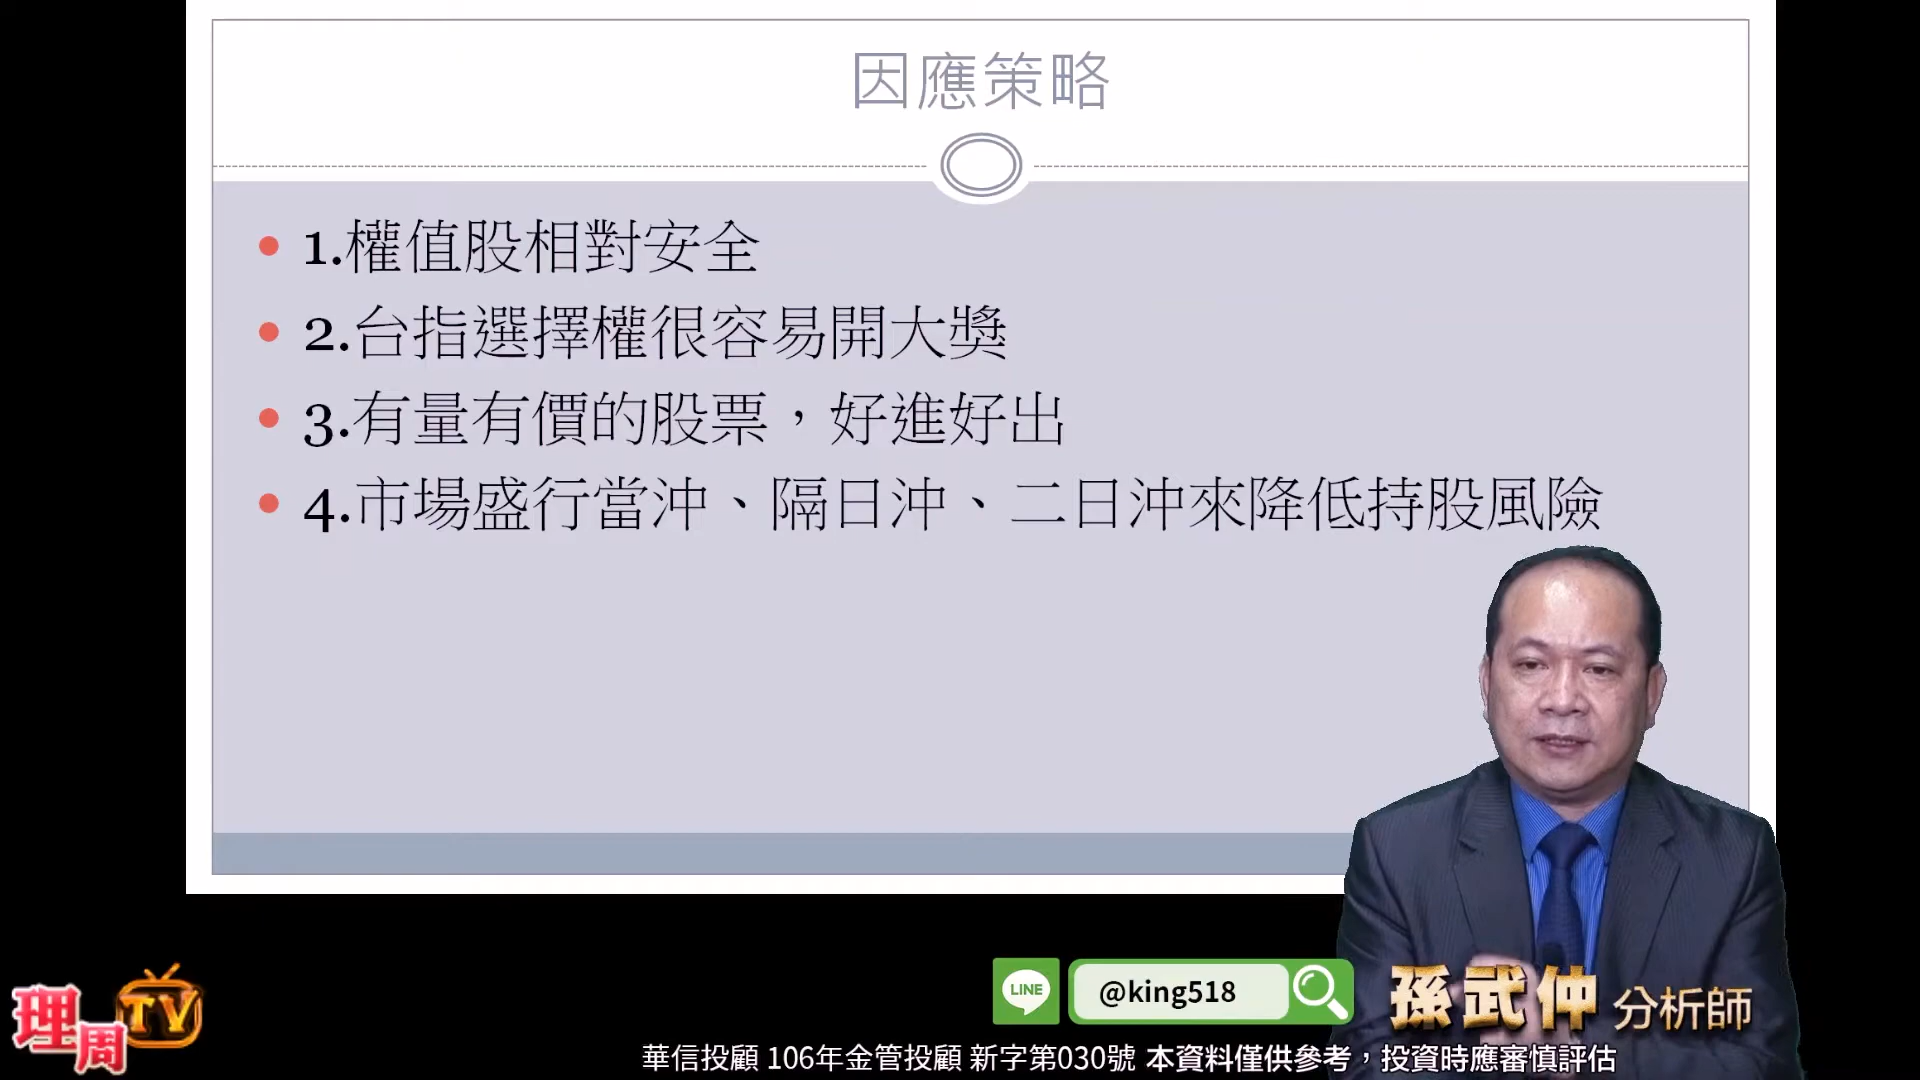 因應策略
1.權值股相對安全
2.台指選擇權很容易開大獎
3.有量有價的股票，好進好出
4.市場盛行當沖、隔日沖、二日沖來降低持股風險
LINE
@king518
孫武仲 分析師
理周TV
華信投顧 106年金管投顧 新字第030號 本資料僅供參考，投資時應審慎評估